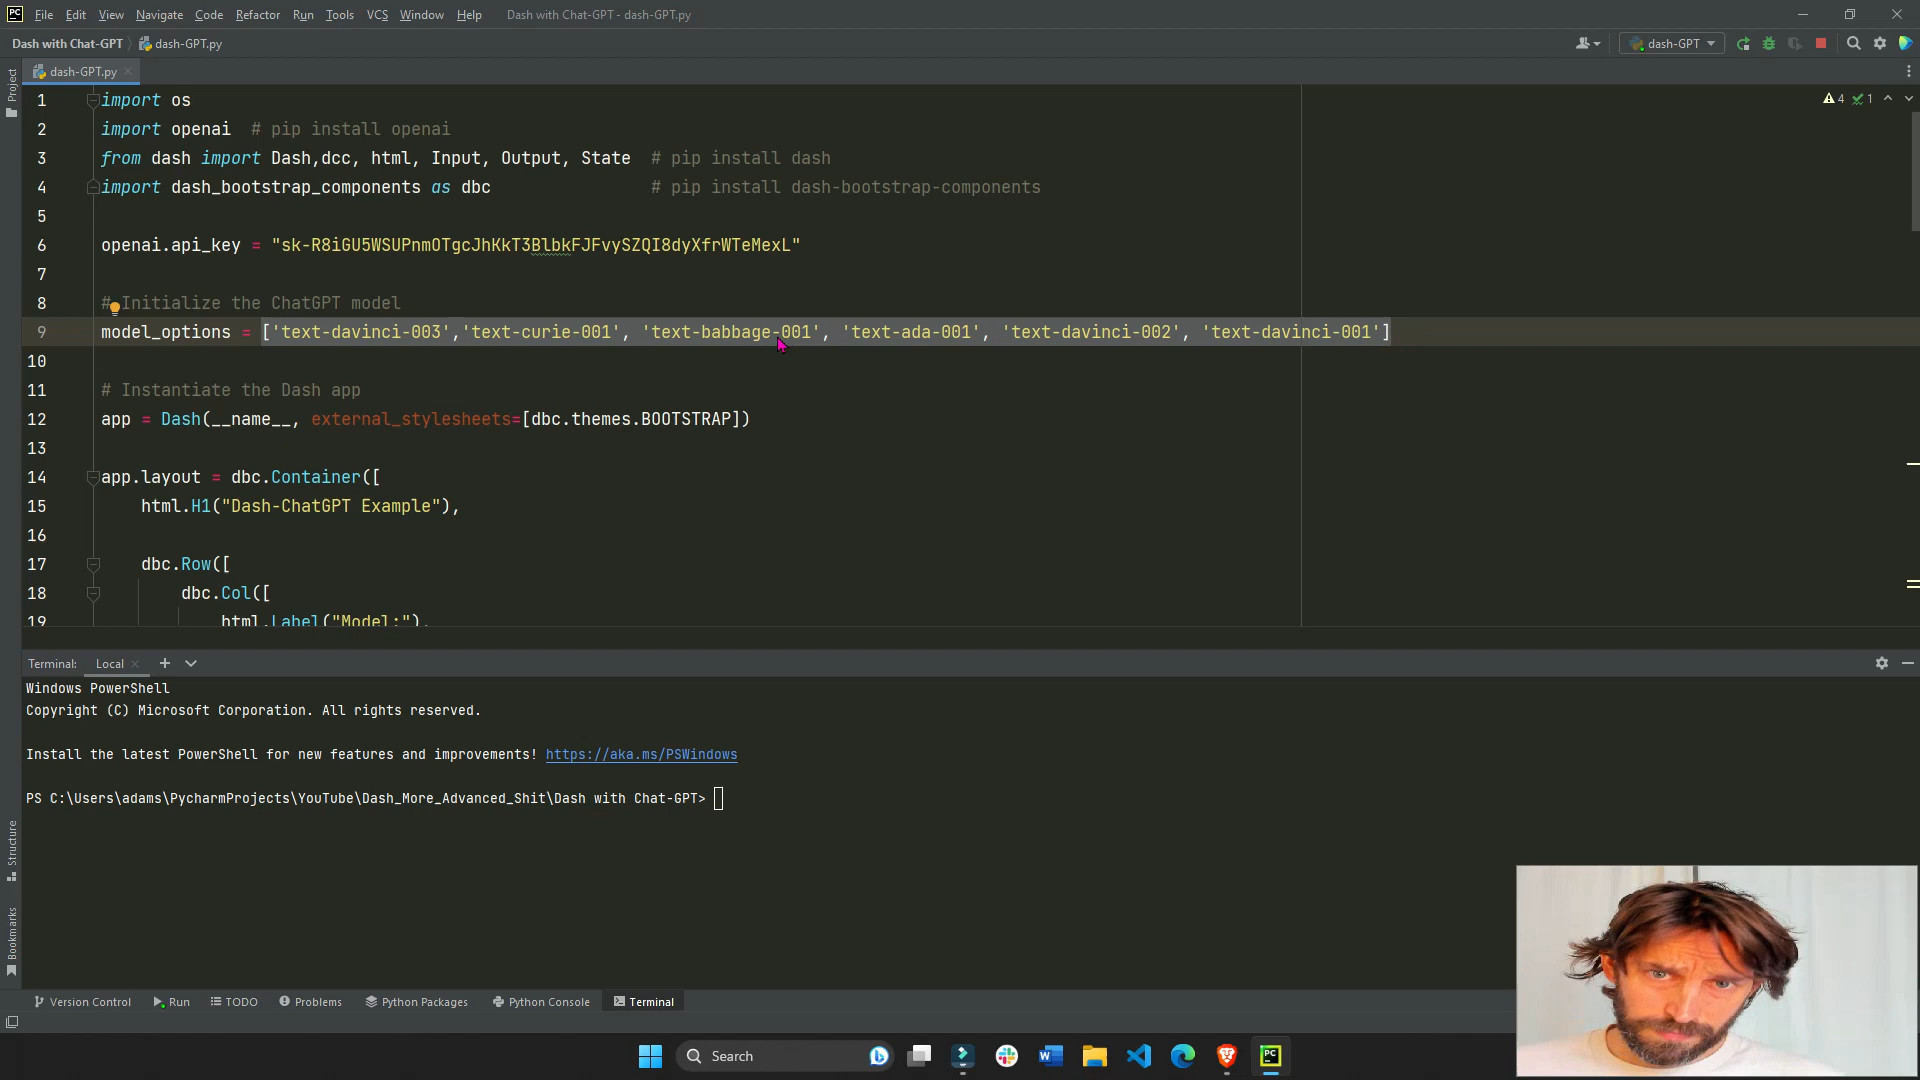 PC File Edit View Navigate Code Refactor Run Tools VCS Window Help Dash with Chat-GPT - dash-GPT.py
Dash with Chat-GPT dash-GPT.py dash-GPT
Project
dash-GPT.py
4 1
1 import os
2 import openai  # pip install openai
3 from dash import Dash,dcc, html, Input, Output, State  # pip install dash
4 import dash_bootstrap_components as dbc                # pip install dash-bootstrap-components
5
6 openai.api_key = "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"
7
8 # Initialize the ChatGPT model
9 model_options = ['text-davinci-003','text-curie-001', 'text-babbage-001', 'text-ada-001', 'text-davinci-002', 'text-davinci-001']
10
11 # Instantiate the Dash app
12 app = Dash(__name__, external_stylesheets=[dbc.themes.BOOTSTRAP])
13
14 app.layout = dbc.Container([
15     html.H1("Dash-ChatGPT Example"),
16
17     dbc.Row([
18         dbc.Col([
19             html.Label("Model:"),
Terminal: Local
Windows PowerShell
Copyright (C) Microsoft Corporation. All rights reserved.
Install the latest PowerShell for new features and improvements! https://aka.ms/PSWindows
PS C:\Users\adams\PycharmProjects\YouTube\Dash_More_Advanced_Shit\Dash with Chat-GPT>
Structure
Bookmarks
Version Control Run TODO Problems Python Packages Python Console Terminal
Search
PC